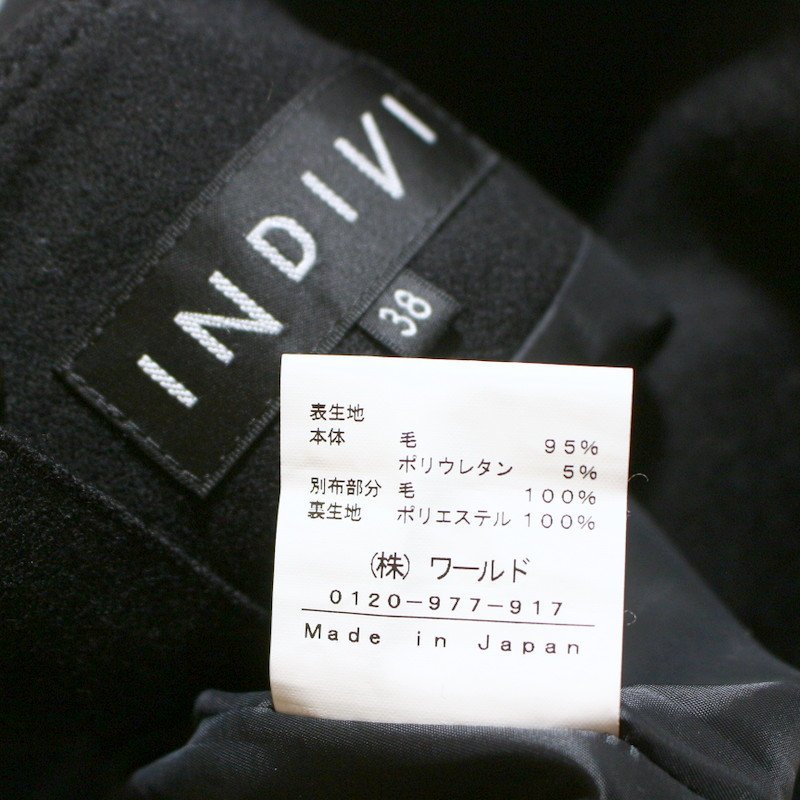 INDIVI
38
表生地
本体 毛 95%
ポリウレタン 5%
別布部分 毛 100%
裏生地 ポリエステル 100%
(株) ワールド
0120-977-917
Made in Japan